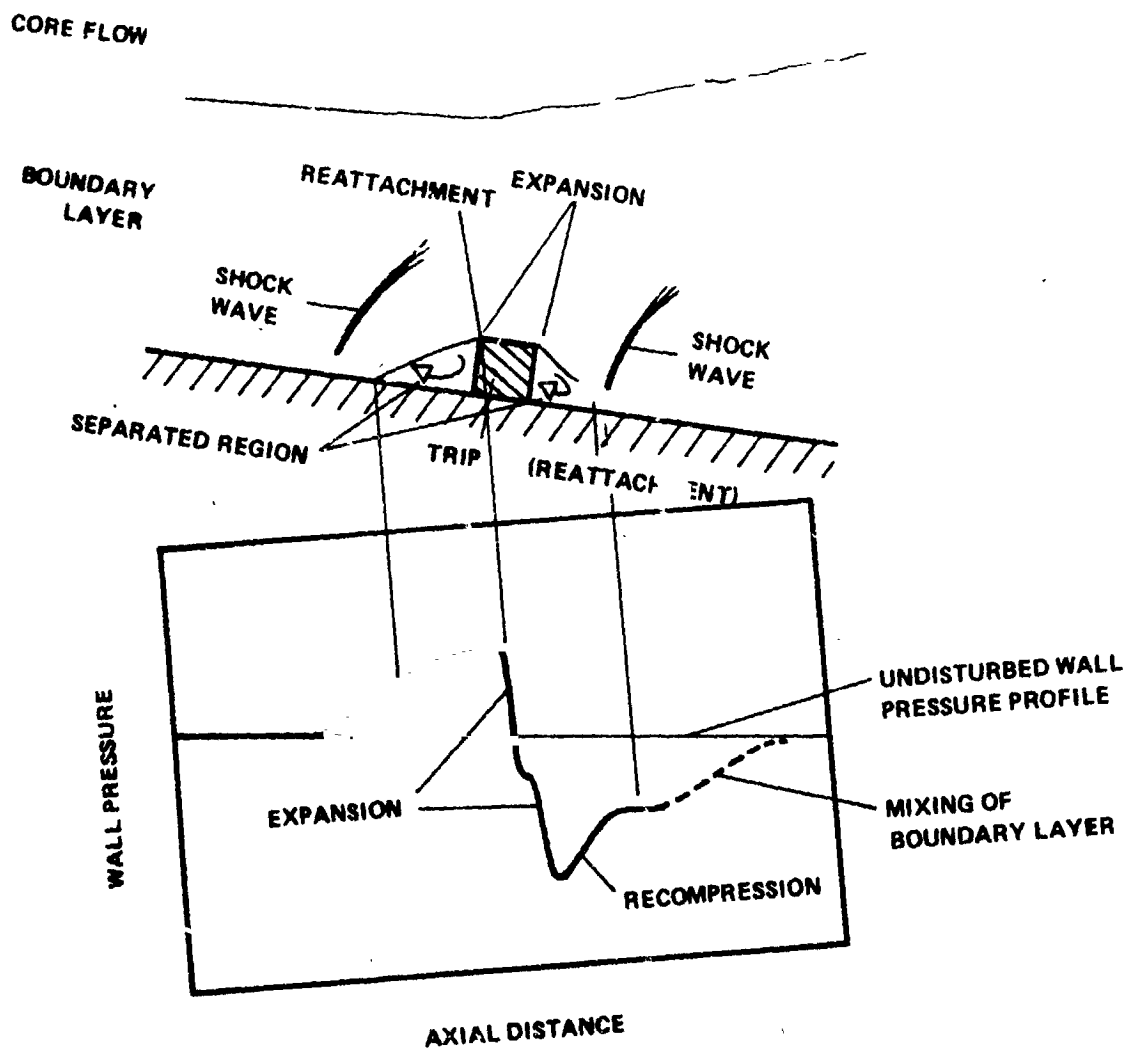 CORE FLOW
BOUNDARY
LAYER
REATTACHMENT
EXPANSION
SHOCK
WAVE
SHOCK
WAVE
SEPARATED REGION
TRIP
UNDISTURBED WALL
PRESSURE PROFILE
WALL PRESSURE
EXPANSION
MIXING OF
BOUNDARY LAYER
RECOMPRESSION
AXIAL DISTANCE